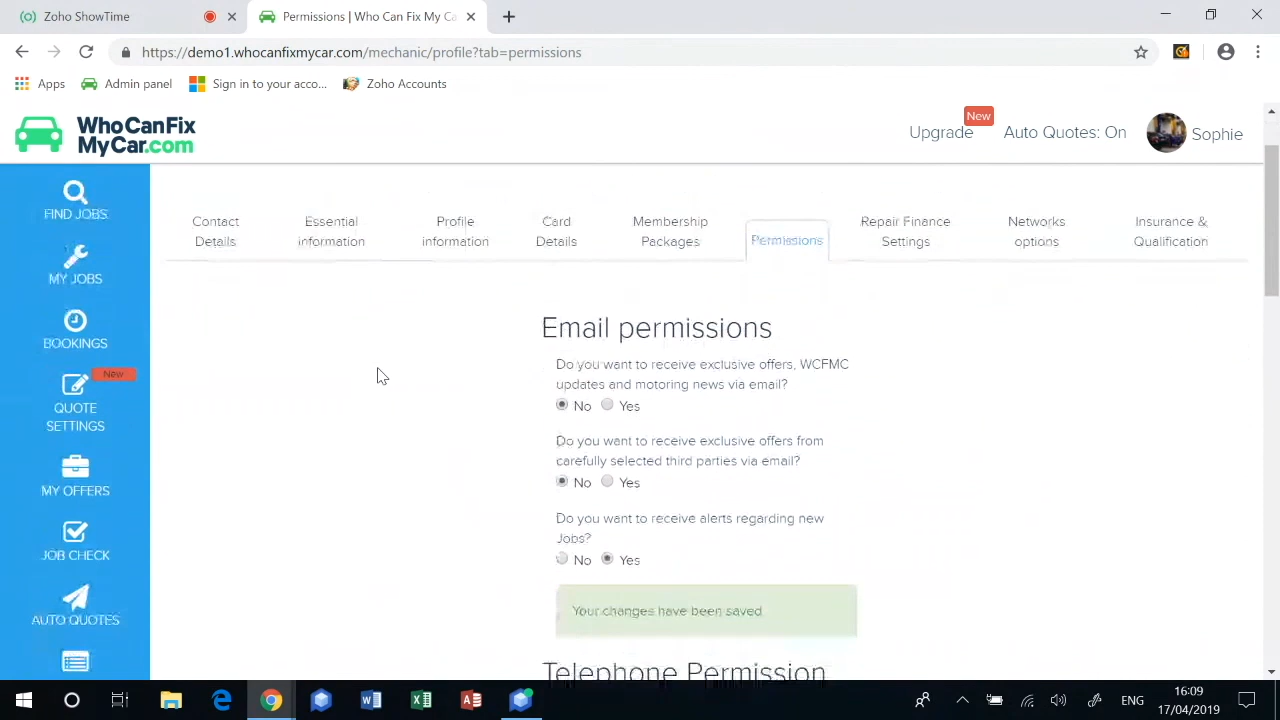 Zoho ShowTime
Permissions | Who Can Fix My Ca
https://demo1.whocanfixmycar.com/mechanic/profile?tab=permissions
Apps
Admin panel
Sign in to your acco...
Zoho Accounts
WhoCanFix
MyCar.com
New
Upgrade
Auto Quotes: On
Sophie
FIND JOBS
MY JOBS
BOOKINGS
New
QUOTE
SETTINGS
MY OFFERS
JOB CHECK
AUTO QUOTES
Contact
Details
Essential
information
Profile
information
Card
Details
Membership
Packages
Permissions
Repair Finance
Settings
Networks
options
Insurance &
Qualification
Email permissions
Do you want to receive exclusive offers, WCFMC
updates and motoring news via email?
No Yes
Do you want to receive exclusive offers from
carefully selected third parties via email?
No Yes
Do you want to receive alerts regarding new
Jobs?
No Yes
Your changes have been saved
Telephone Permission
ENG
16:09
17/04/2019